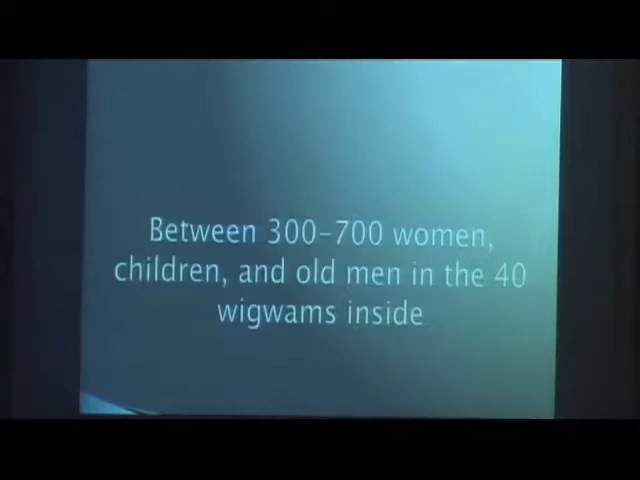 Between 300-700 women,
children, and old men in the 40
wigwams inside